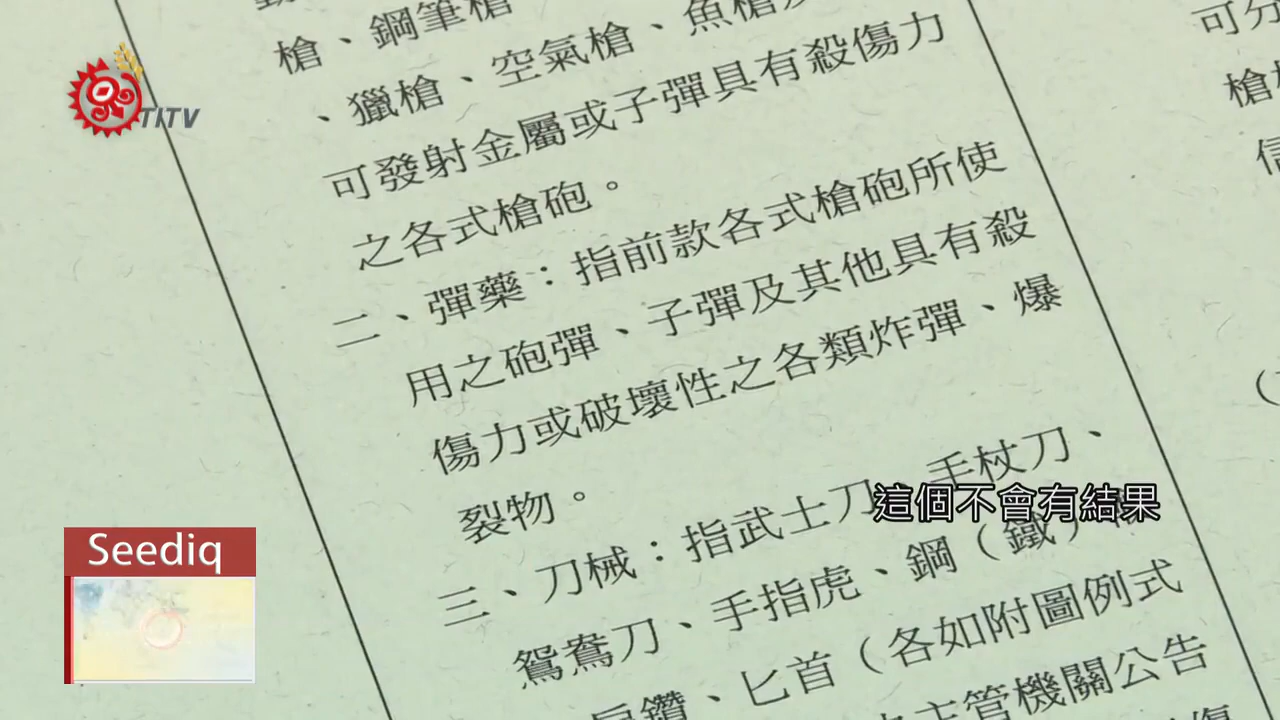 槍、鋼筆槍
、獵槍、空氣槍、魚槍
可發射金屬或子彈具有殺傷力
之各式槍砲。
二、彈藥：指前款各式槍砲所使
用之砲彈、子彈及其他具有殺
傷力或破壞性之各類炸彈、爆
裂物。
三、刀械：指武士刀、手杖刀、
鴛鴦刀、手指虎、鋼（鐵）
、匕首（各如附圖例式
主管機關公告
可分
槍
TITV
這個不會有結果
Seediq